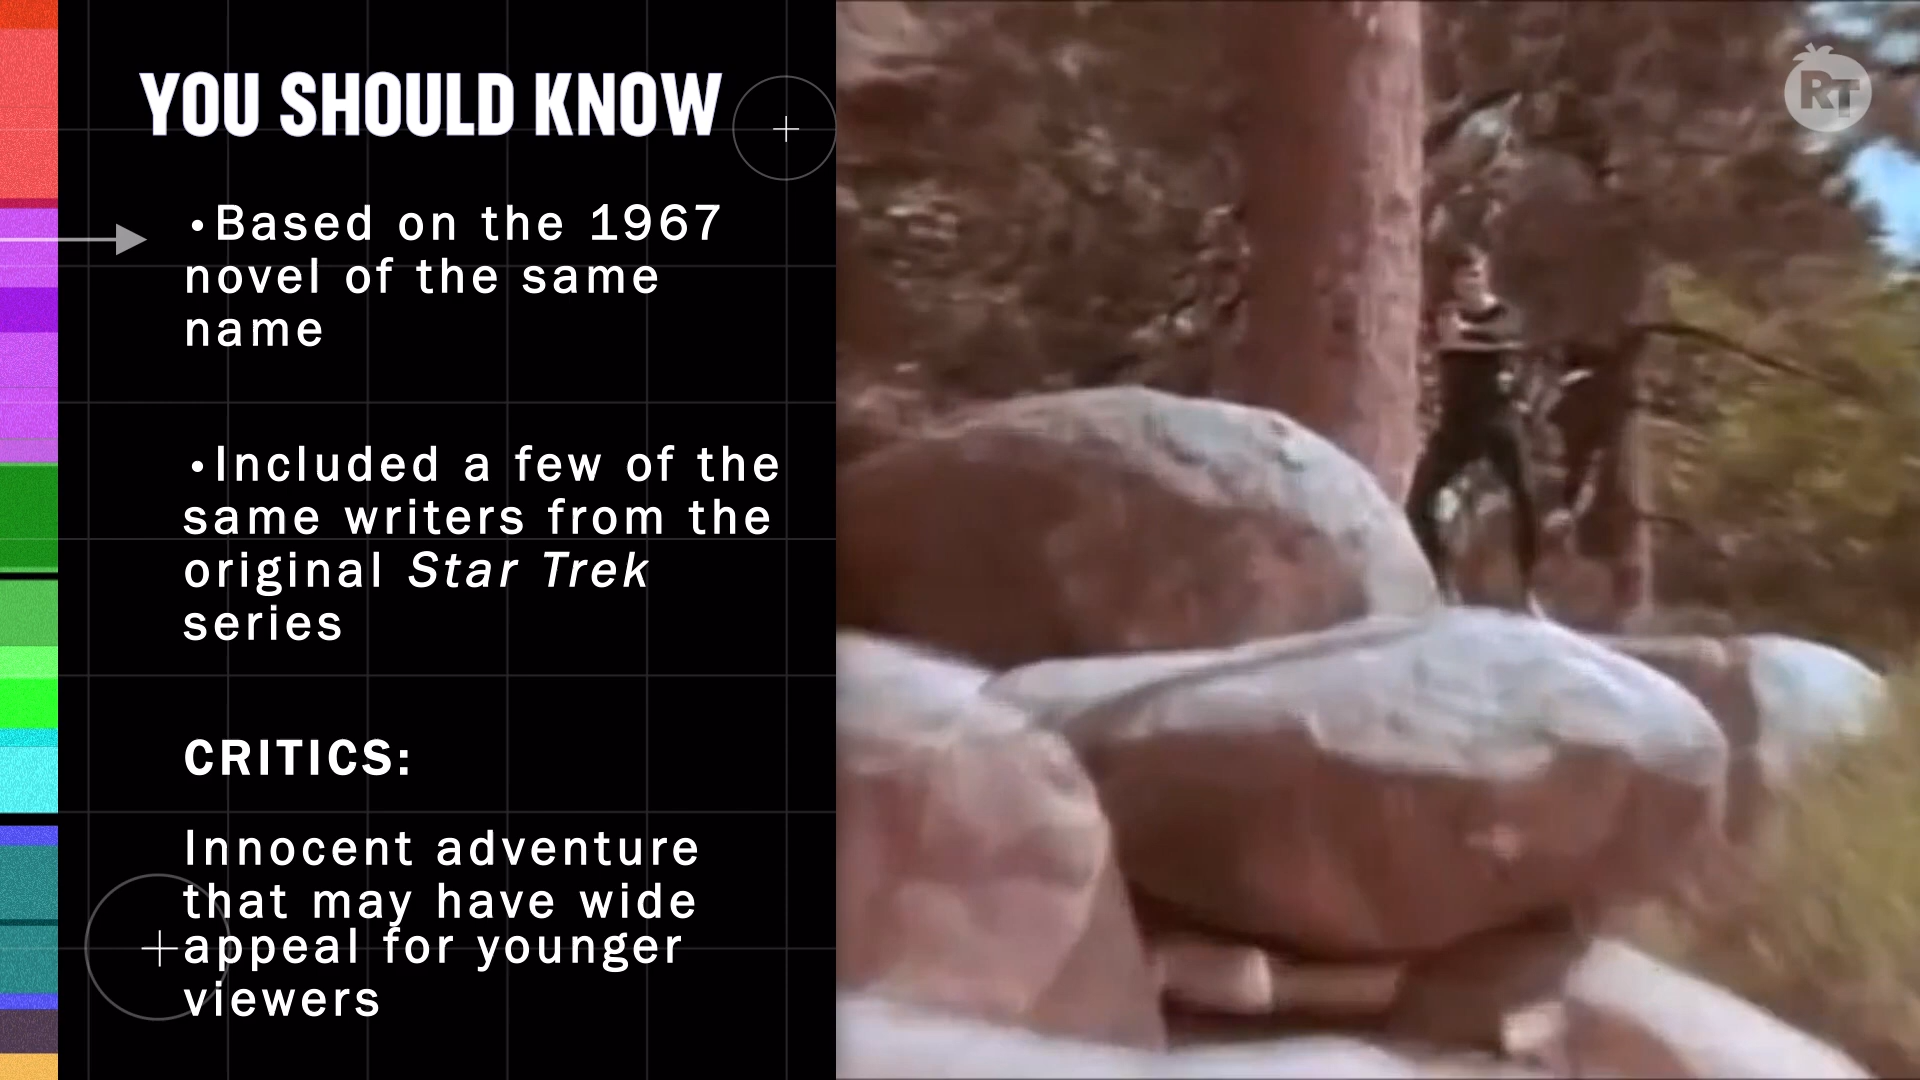 YOU SHOULD KNOW
•Based on the 1967
novel of the same
name
•Included a few of the
same writers from the
original Star Trek
series
CRITICS:
Innocent adventure
that may have wide
appeal for younger
viewers
RT